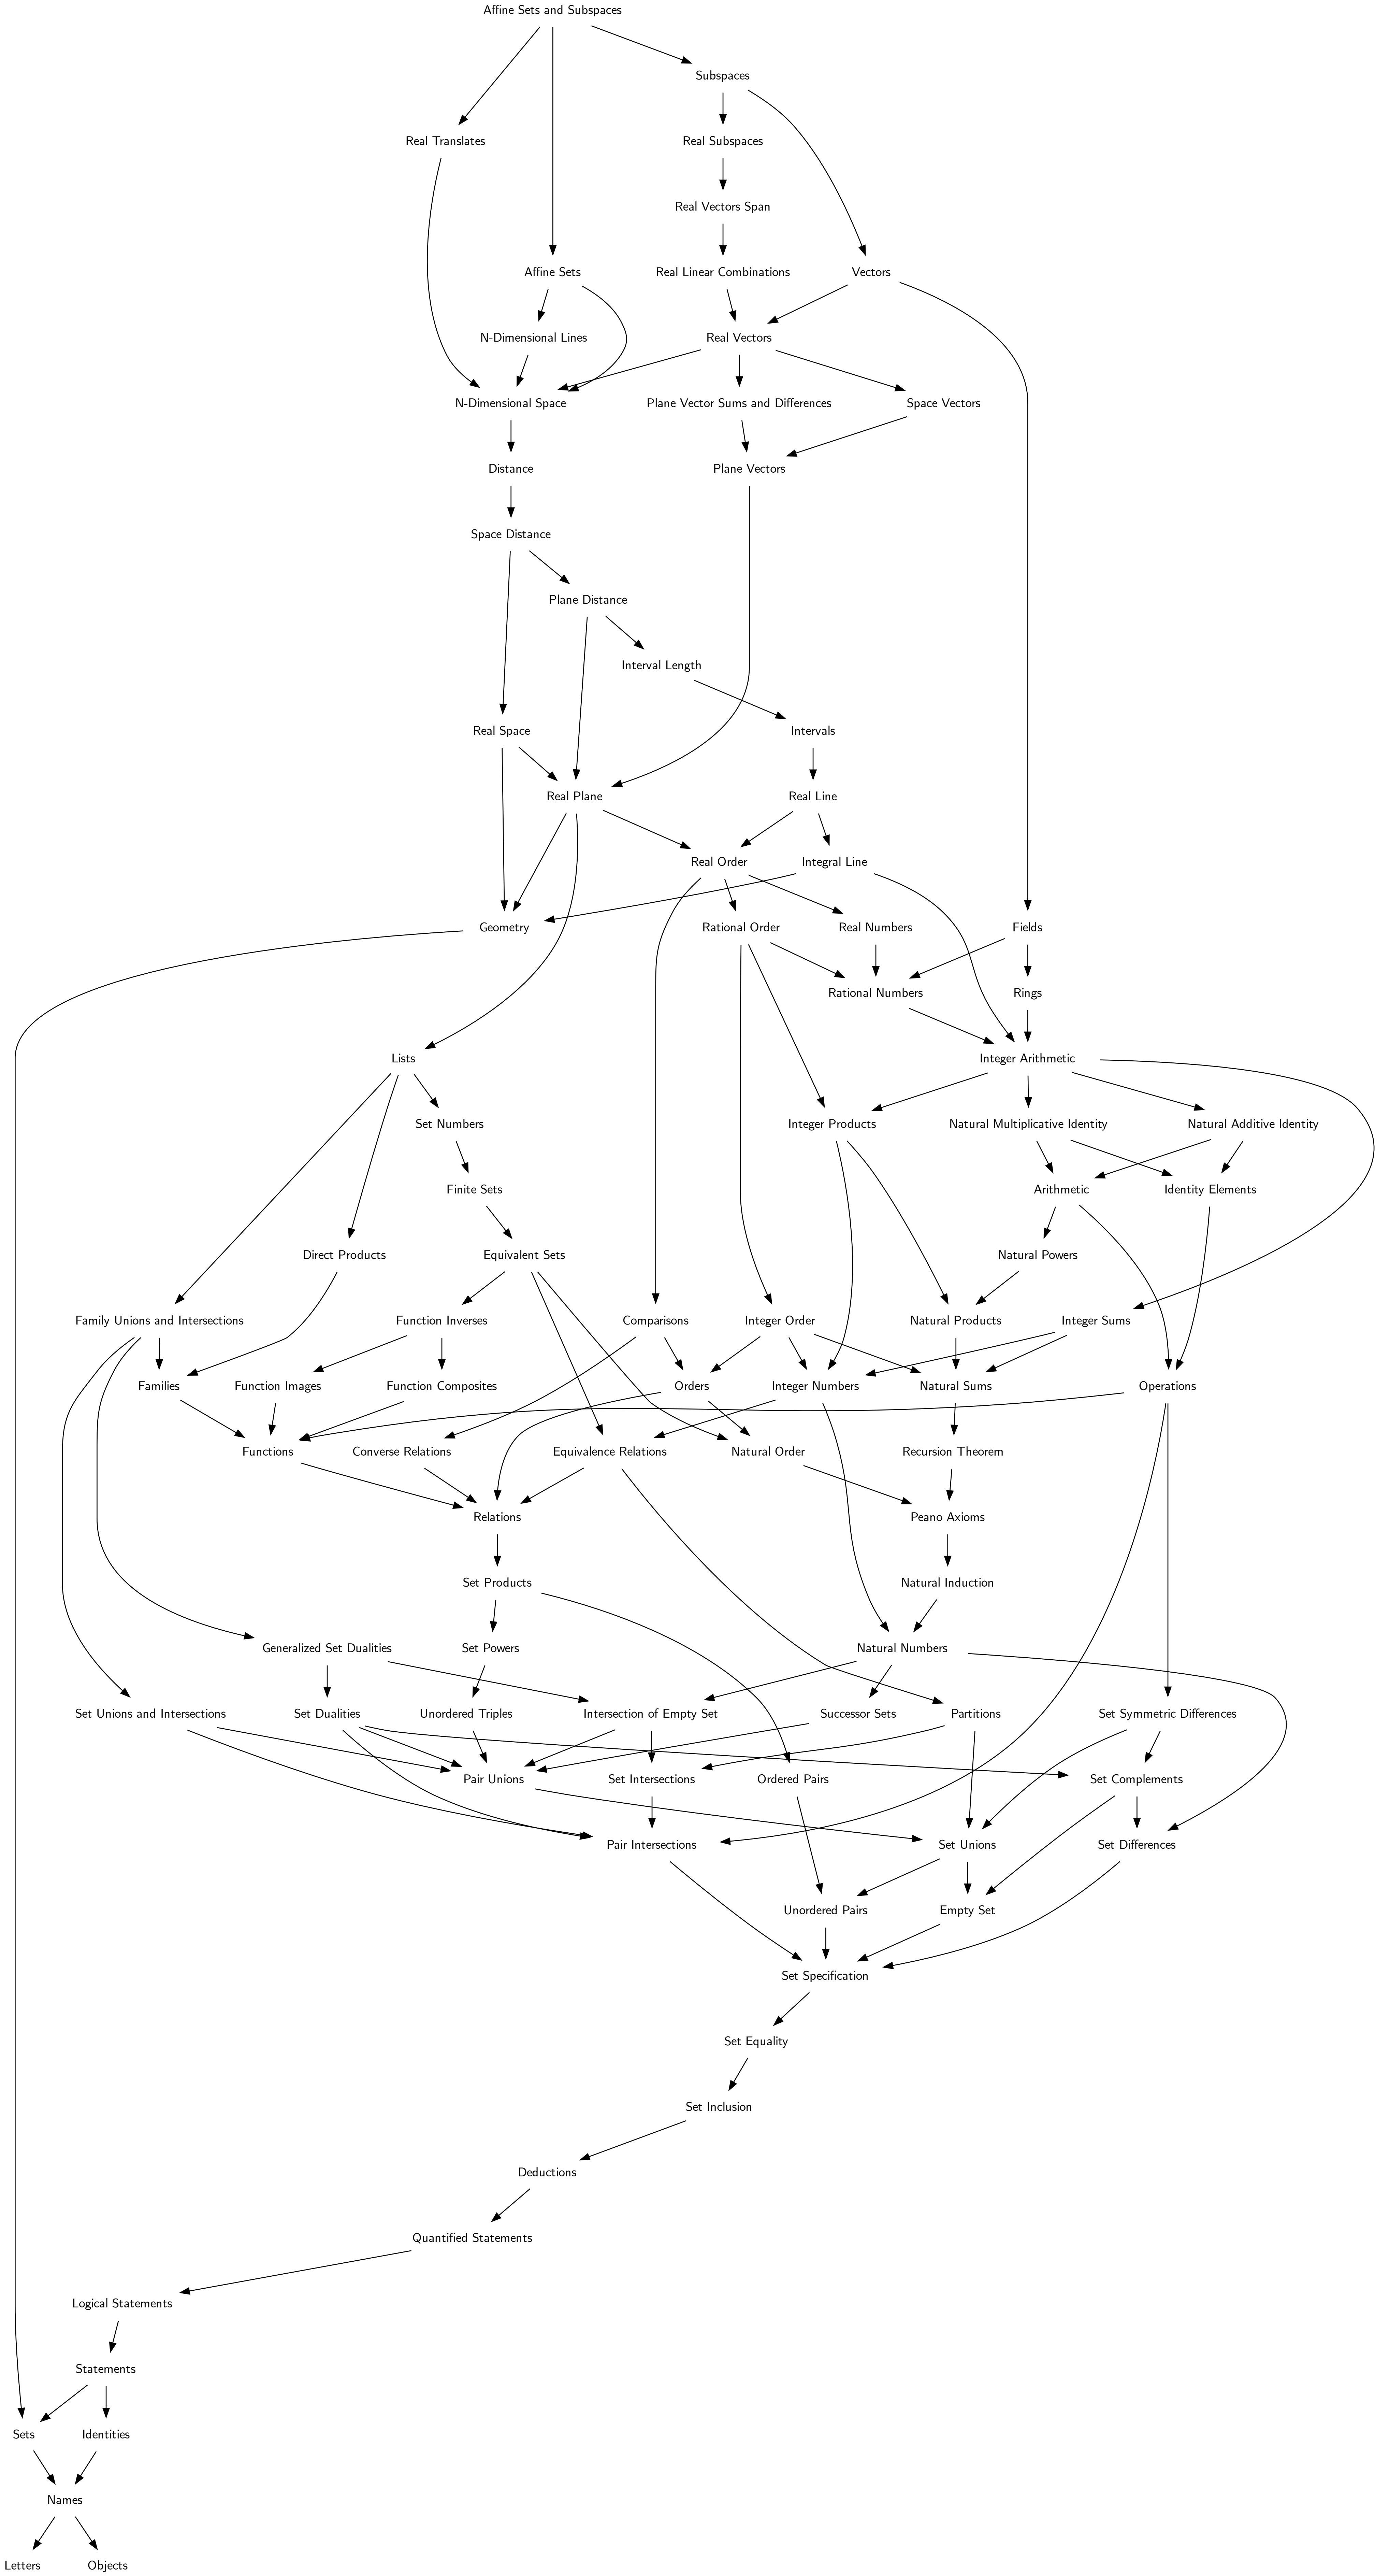 Affine Sets and Subspaces
Subspaces
Real Translates
Real Subspaces
Real Vectors Span
Affine Sets
Real Linear Combinations
Vectors
N-Dimensional Lines
Real Vectors
N-Dimensional Space
Plane Vector Sums and Differences
Space Vectors
Distance
Plane Vectors
Space Distance
Plane Distance
Interval Length
Real Space
Intervals
Real Plane
Real Line
Real Order
Integral Line
Geometry
Rational Order
Real Numbers
Fields
Rational Numbers
Rings
Lists
Integer Arithmetic
Set Numbers
Integer Products
Natural Multiplicative Identity
Natural Additive Identity
Finite Sets
Arithmetic
Identity Elements
Direct Products
Equivalent Sets
Natural Powers
Family Unions and Intersections
Function Inverses
Comparisons
Integer Order
Natural Products
Integer Sums
Families
Function Images
Function Composites
Orders
Integer Numbers
Natural Sums
Operations
Functions
Converse Relations
Equivalence Relations
Natural Order
Recursion Theorem
Relations
Peano Axioms
Set Products
Natural Induction
Generalized Set Dualities
Set Powers
Natural Numbers
Set Unions and Intersections
Set Dualities
Unordered Triples
Intersection of Empty Set
Successor Sets
Partitions
Set Symmetric Differences
Pair Unions
Set Intersections
Ordered Pairs
Set Complements
Pair Intersections
Set Unions
Set Differences
Unordered Pairs
Empty Set
Set Specification
Set Equality
Set Inclusion
Deductions
Quantified Statements
Logical Statements
Statements
Sets
Identities
Names
Letters
Objects